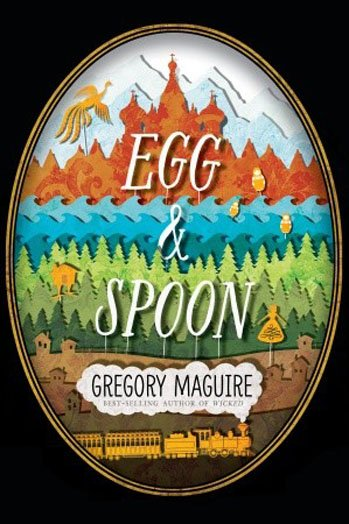 EGG
&
SPOON
GREGORY MAGUIRE
BEST-SELLING AUTHOR OF WICKED